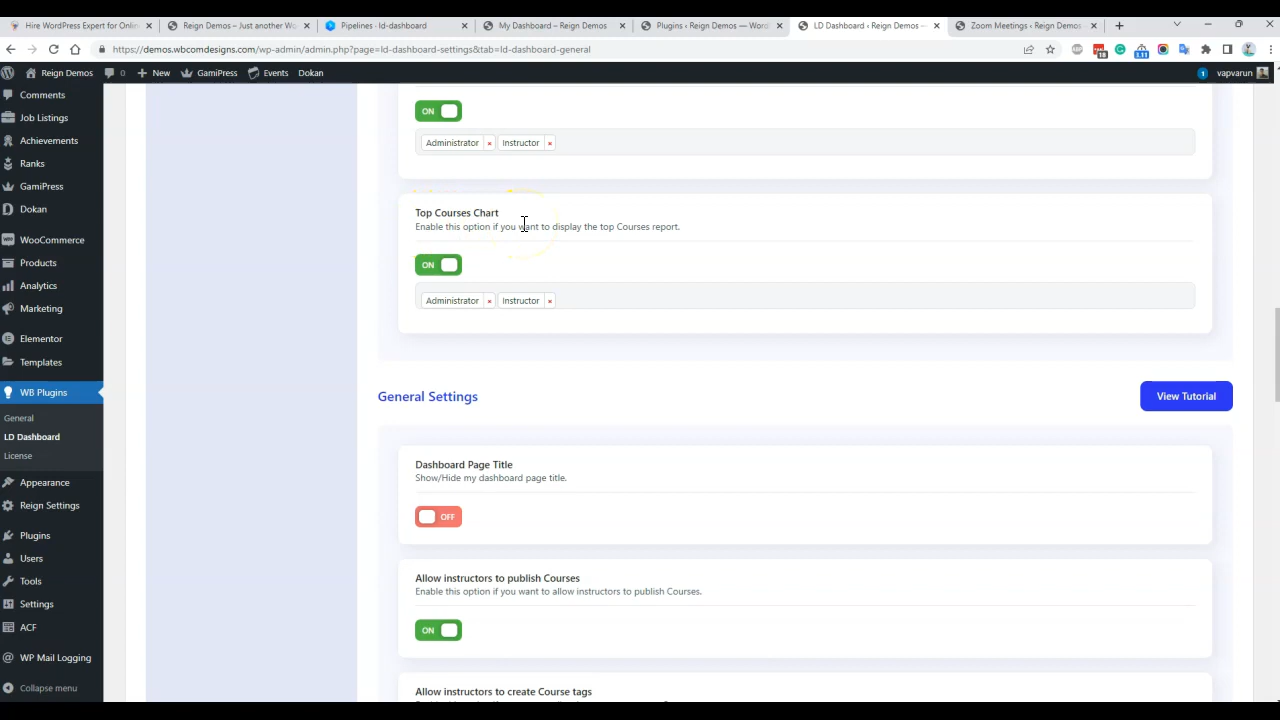 Hire WordPress Expert for Onlin
Reign Demos – Just another Wo
Pipelines - ld-dashboard
My Dashboard – Reign Demos
Plugins ‹ Reign Demos — Word
LD Dashboard ‹ Reign Demos —
Zoom Meetings ‹ Reign Demos
https://demos.wbcomdesigns.com/wp-admin/admin.php?page=ld-dashboard-settings&tab=ld-dashboard-general
18
1.11
Reign Demos
0
New
GamiPress
Events
Dokan
1
vapvarun
Comments
Job Listings
Achievements
Ranks
GamiPress
Dokan
WooCommerce
Products
Analytics
Marketing
Elementor
Templates
WB Plugins
General
LD Dashboard
License
Appearance
Reign Settings
Plugins
Users
Tools
Settings
ACF
WP Mail Logging
Collapse menu
ON
Administrator × Instructor ×
Top Courses Chart
Enable this option if you want to display the top Courses report.
ON
Administrator × Instructor ×
General Settings
View Tutorial
Dashboard Page Title
Show/Hide my dashboard page title.
OFF
Allow instructors to publish Courses
Enable this option if you want to allow instructors to publish Courses.
ON
Allow instructors to create Course tags